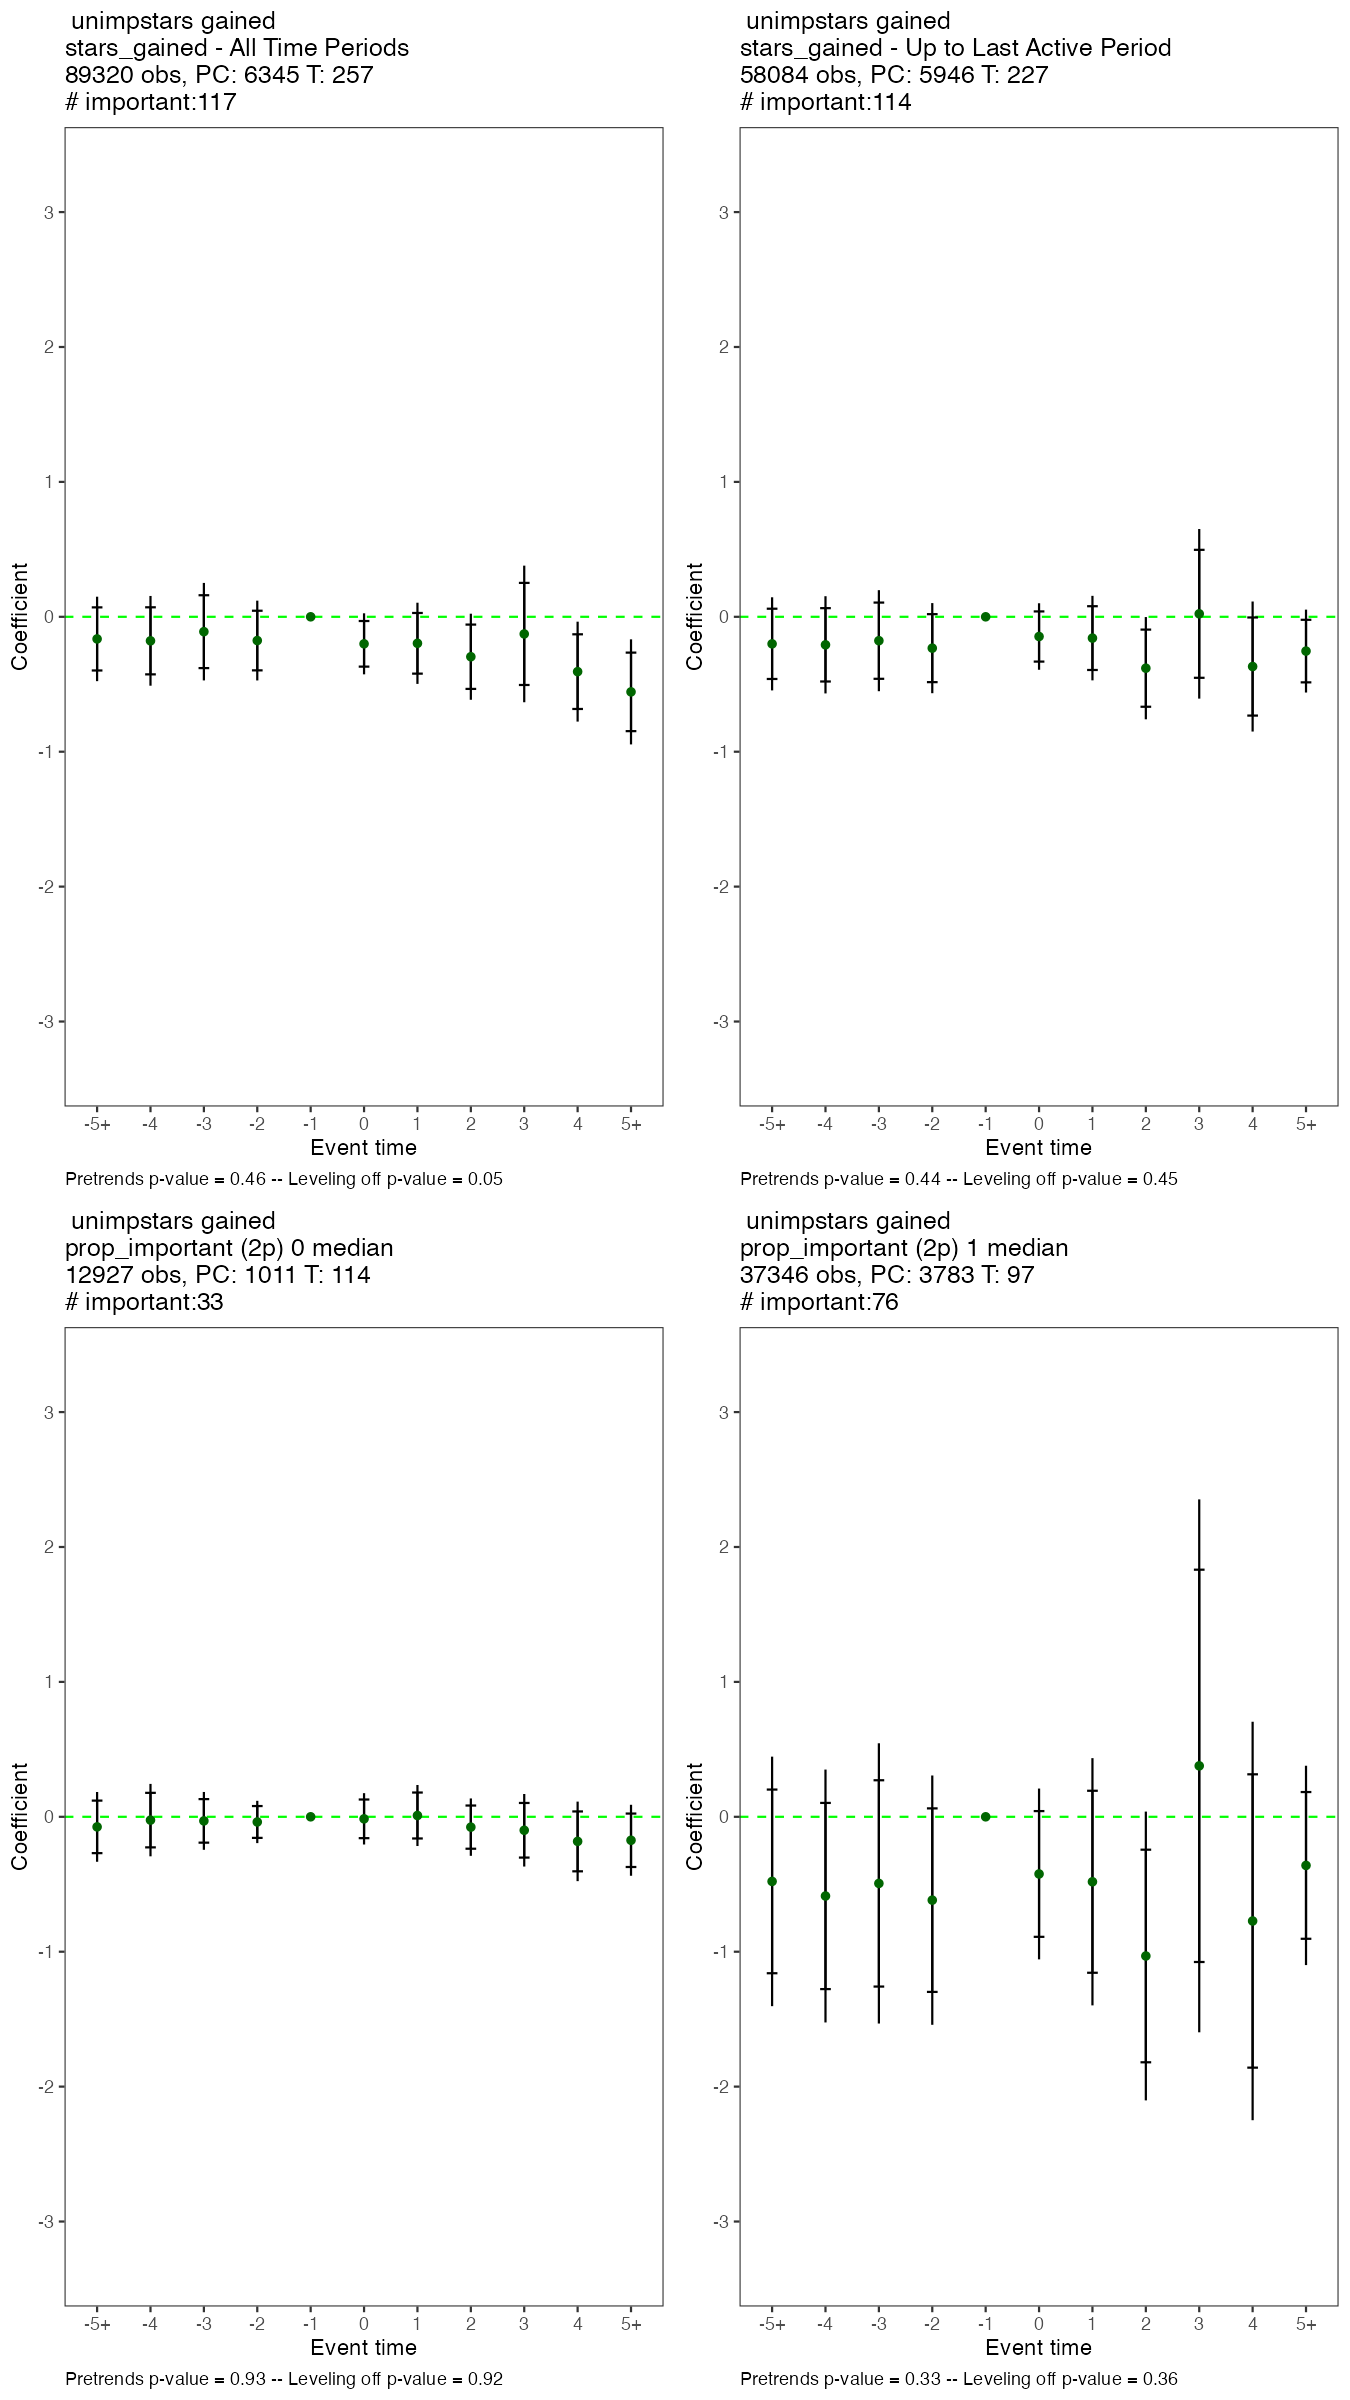 unimpstars gained
stars_gained - All Time Periods
89320 obs, PC: 6345 T: 257
# important:117
3
2
1
0
-1
-2
-3
Coefficient
-5+ -4 -3 -2 -1 0 1 2 3 4 5+
Event time
Pretrends p-value = 0.46 -- Leveling off p-value = 0.05
unimpstars gained
stars_gained - Up to Last Active Period
58084 obs, PC: 5946 T: 227
# important:114
3
2
1
0
-1
-2
-3
Coefficient
-5+ -4 -3 -2 -1 0 1 2 3 4 5+
Event time
Pretrends p-value = 0.44 -- Leveling off p-value = 0.45
unimpstars gained
prop_important (2p) 0 median
12927 obs, PC: 1011 T: 114
# important:33
3
2
1
0
-1
-2
-3
Coefficient
-5+ -4 -3 -2 -1 0 1 2 3 4 5+
Event time
Pretrends p-value = 0.93 -- Leveling off p-value = 0.92
unimpstars gained
prop_important (2p) 1 median
37346 obs, PC: 3783 T: 97
# important:76
3
2
1
0
-1
-2
-3
Coefficient
-5+ -4 -3 -2 -1 0 1 2 3 4 5+
Event time
Pretrends p-value = 0.33 -- Leveling off p-value = 0.36